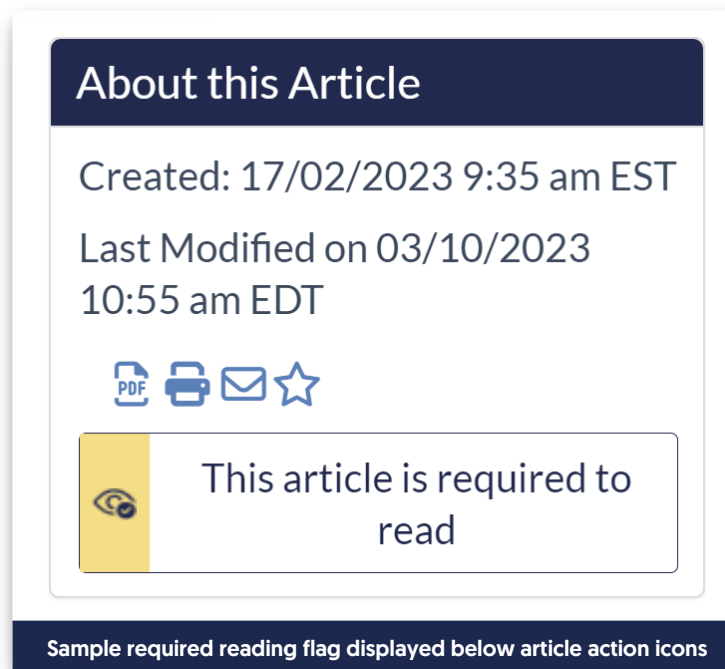 About this Article
Created: 17/02/2023 9:35 am EST
Last Modified on 03/10/2023
10:55 am EDT
PDF
This article is required to
read
Sample required reading flag displayed below article action icons